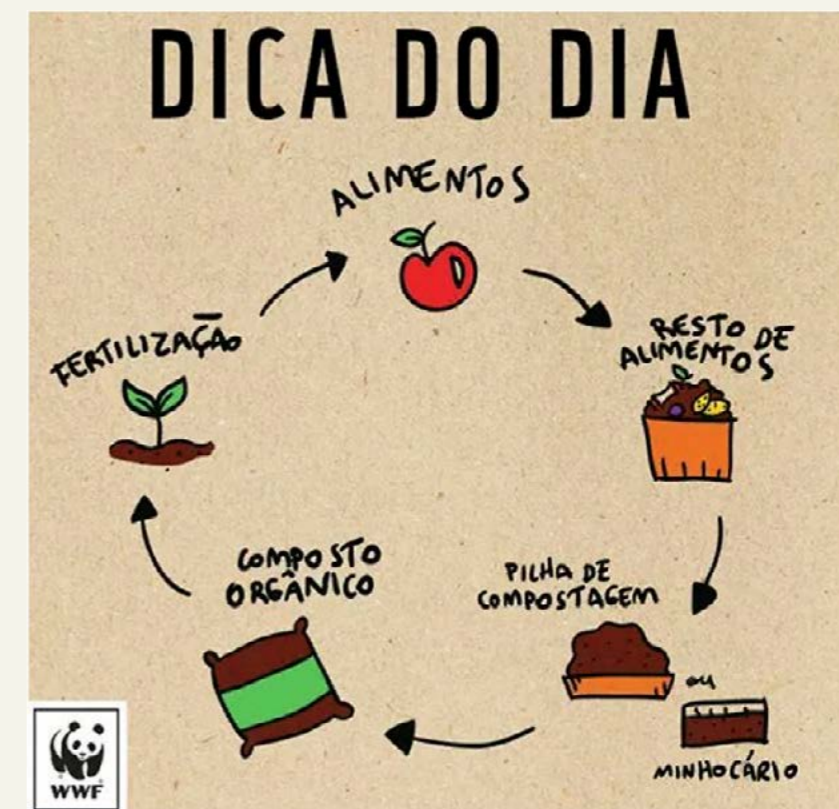 DICA DO DIA
ALIMENTOS
RESTO DE
ALIMENTOS
PILHA DE
COMPOSTAGEM
ou
MINHOCÁRIO
COMPOSTO
ORGÂNICO
FERTILIZAÇÃO
WWF